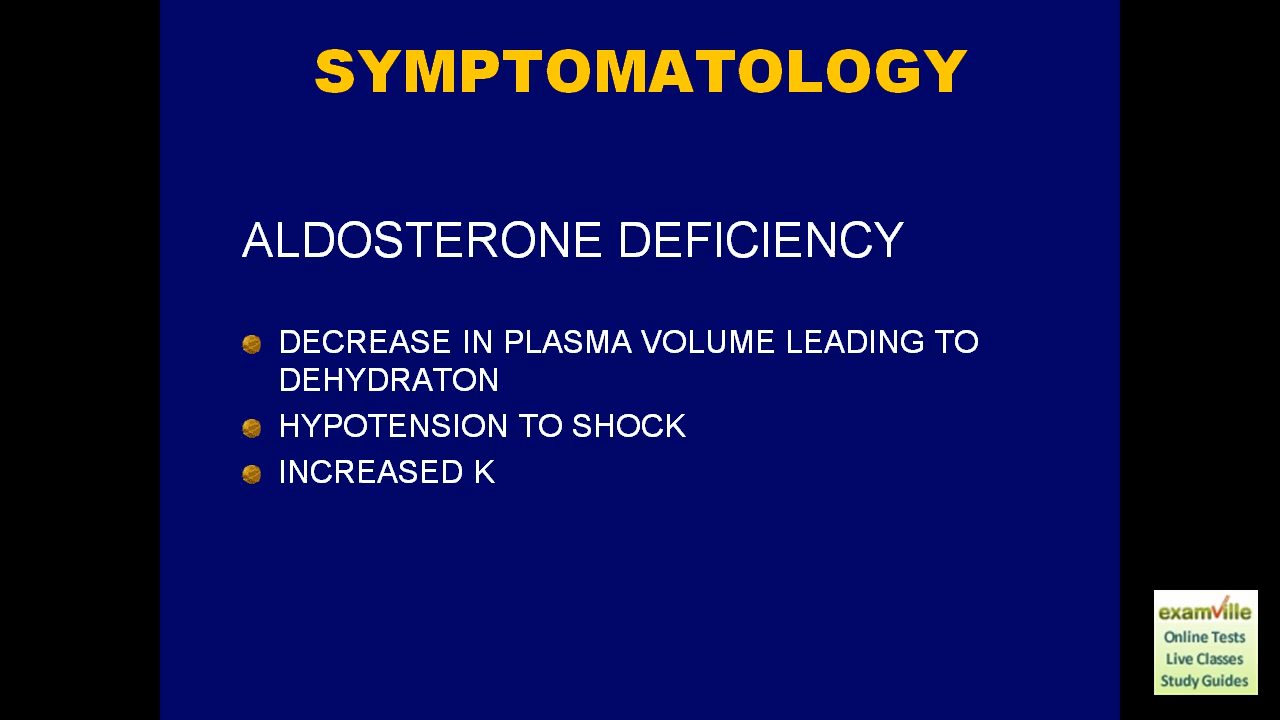 SYMPTOMATOLOGY
ALDOSTERONE DEFICIENCY
DECREASE IN PLASMA VOLUME LEADING TO
DEHYDRATON
HYPOTENSION TO SHOCK
INCREASED K
examville
Online Tests
Live Classes
Study Guides